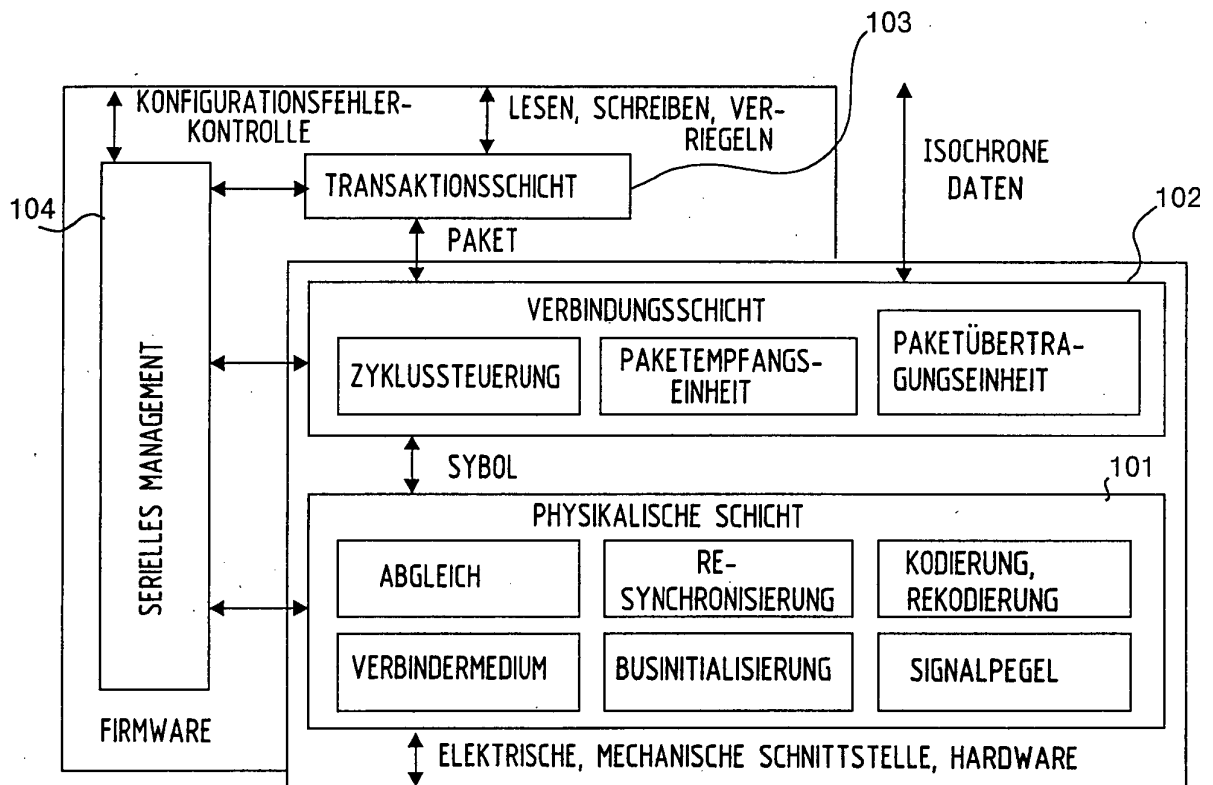 103
KONFIGURATIONSFEHLER-
KONTROLLE
LESEN, SCHREIBEN, VER-
RIEGELN
ISOCHRONE
DATEN
TRANSAKTIONSSCHICHT
104
102
PAKET
VERBINDUNGSSCHICHT
ZYKLUSSTEUERUNG
PAKETEMPFANGS-
EINHEIT
PAKETÜBERTRA-
GUNGSEINHEIT
SERIELLES MANAGEMENT
SYBOL
101
PHYSIKALISCHE SCHICHT
ABGLEICH
RE-
SYNCHRONISIERUNG
KODIERUNG,
REKODIERUNG
VERBINDERMEDIUM
BUSINITIALISIERUNG
SIGNALPEGEL
FIRMWARE
ELEKTRISCHE, MECHANISCHE SCHNITTSTELLE, HARDWARE